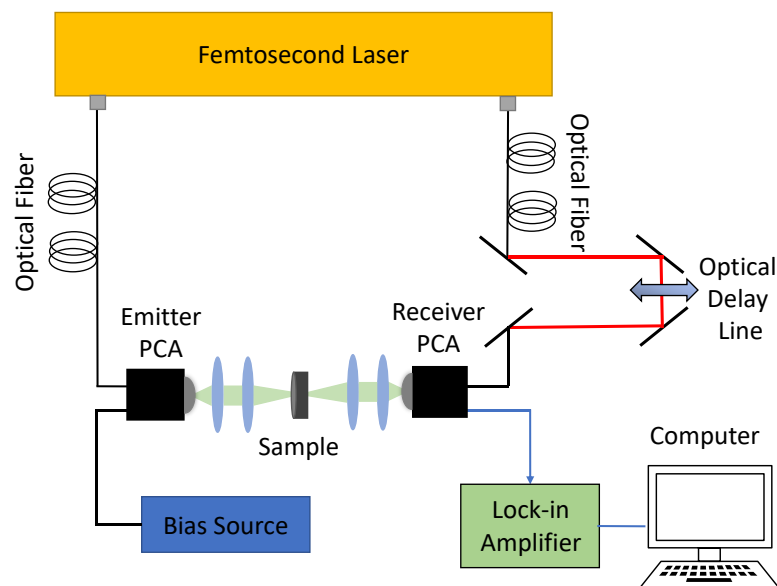 Femtosecond Laser
Optical Fiber
Optical Fiber
Optical
Delay
Line
Emitter
PCA
Receiver
PCA
Sample
Computer
Bias Source
Lock-in
Amplifier